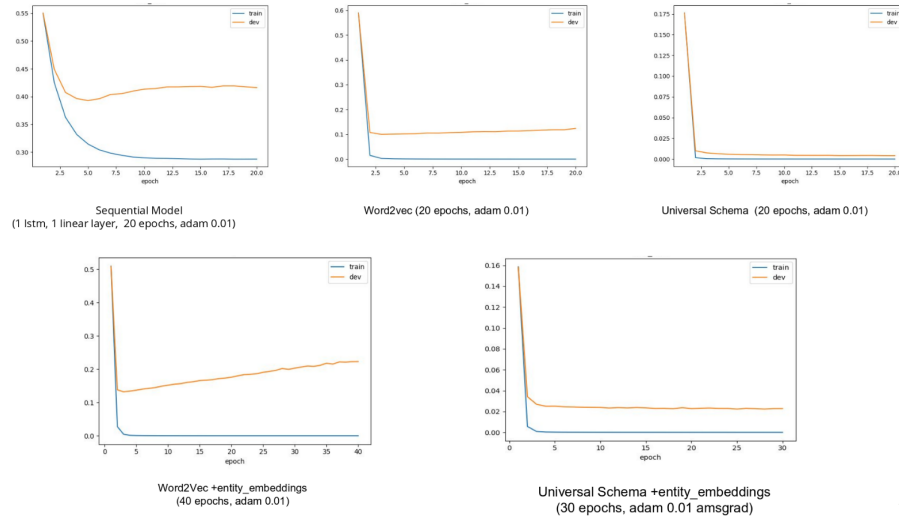 0.55
0.50
0.45
0.40
0.35
0.30
2.5 5.0 7.5 10.0 12.5 15.0 17.5 20.0
epoch
train
dev
Sequential Model
(1 lstm, 1 linear layer, 20 epochs, adam 0.01)
0.6
0.5
0.4
0.3
0.2
0.1
0.0
2.5 5.0 7.5 10.0 12.5 15.0 17.5 20.0
epoch
train
dev
Word2vec (20 epochs, adam 0.01)
0.175
0.150
0.125
0.100
0.075
0.050
0.025
0.000
2.5 5.0 7.5 10.0 12.5 15.0 17.5 20.0
epoch
train
dev
Universal Schema (20 epochs, adam 0.01)
0.5
0.4
0.3
0.2
0.1
0.0
0 5 10 15 20 25 30 35 40
epoch
train
dev
Word2Vec +entity_embeddings
(40 epochs, adam 0.01)
0.16
0.14
0.12
0.10
0.08
0.06
0.04
0.02
0.00
0 5 10 15 20 25 30
epoch
train
dev
Universal Schema +entity_embeddings
(30 epochs, adam 0.01 amsgrad)